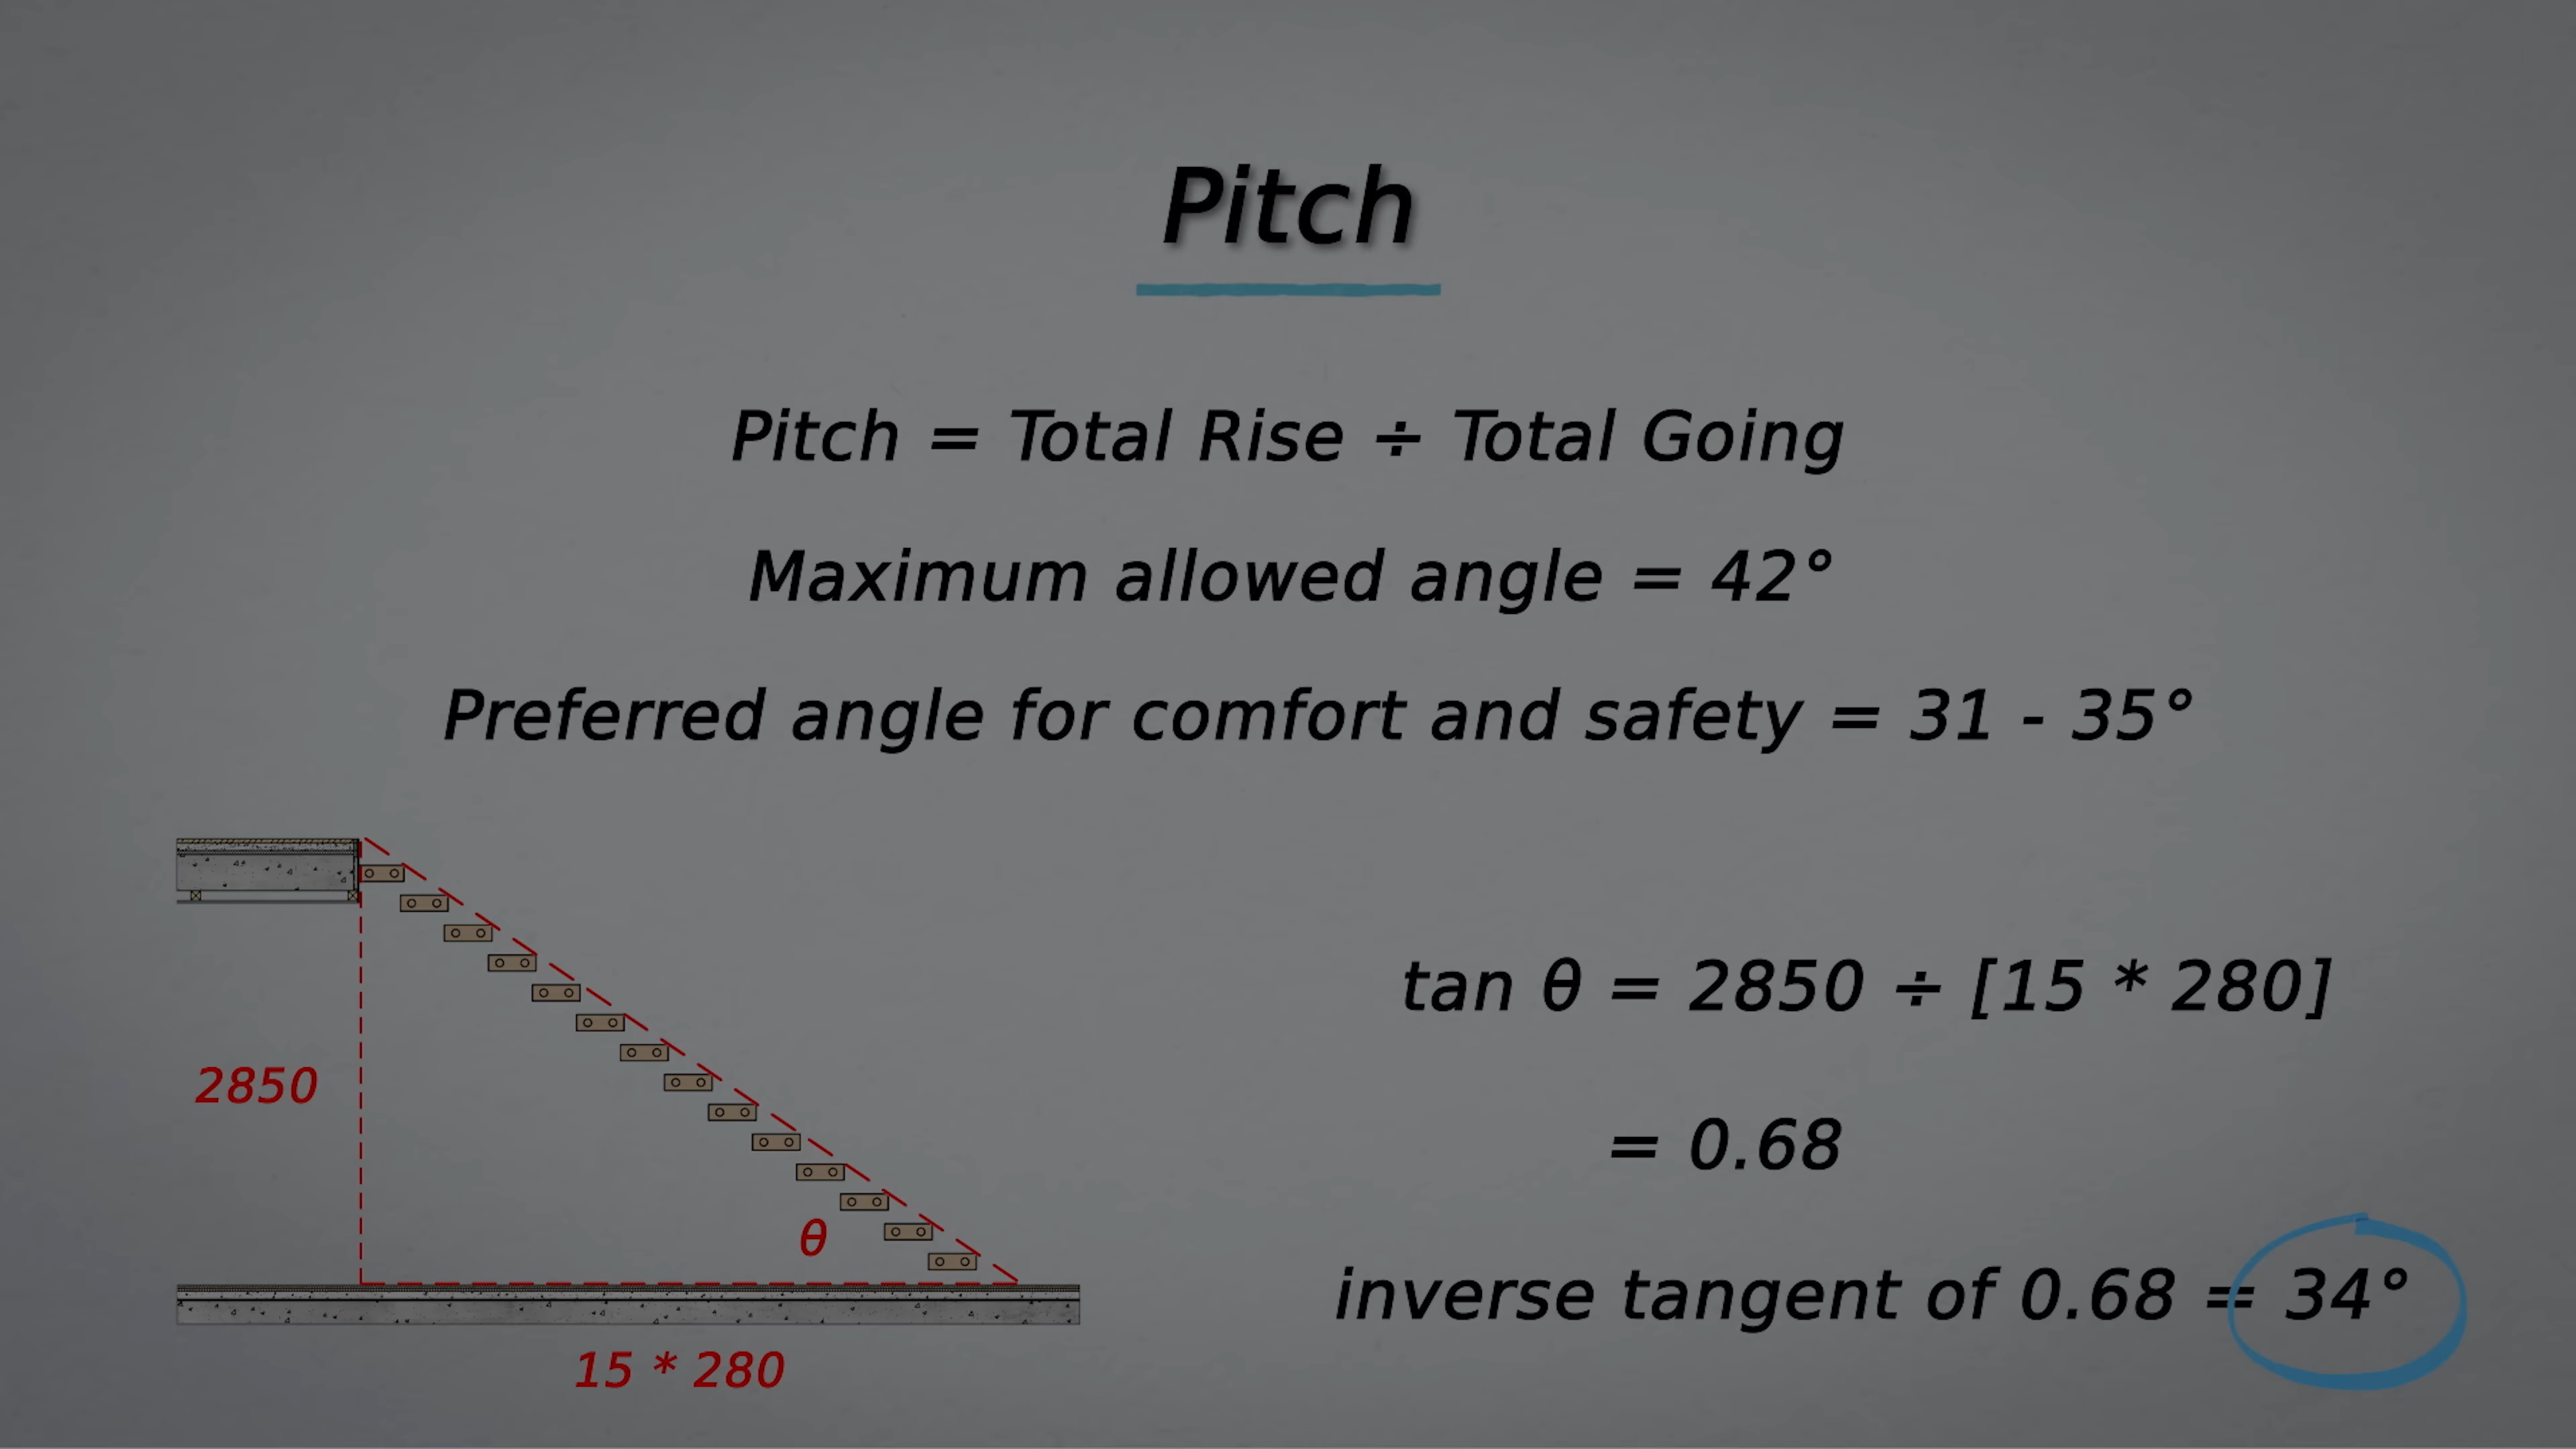 Pitch
Pitch = Total Rise ÷ Total Going
Maximum allowed angle = 42°
Preferred angle for comfort and safety = 31 - 35°
2850
θ
15 * 280
tan θ = 2850 ÷ [15 * 280]
= 0.68
inverse tangent of 0.68 = 34°